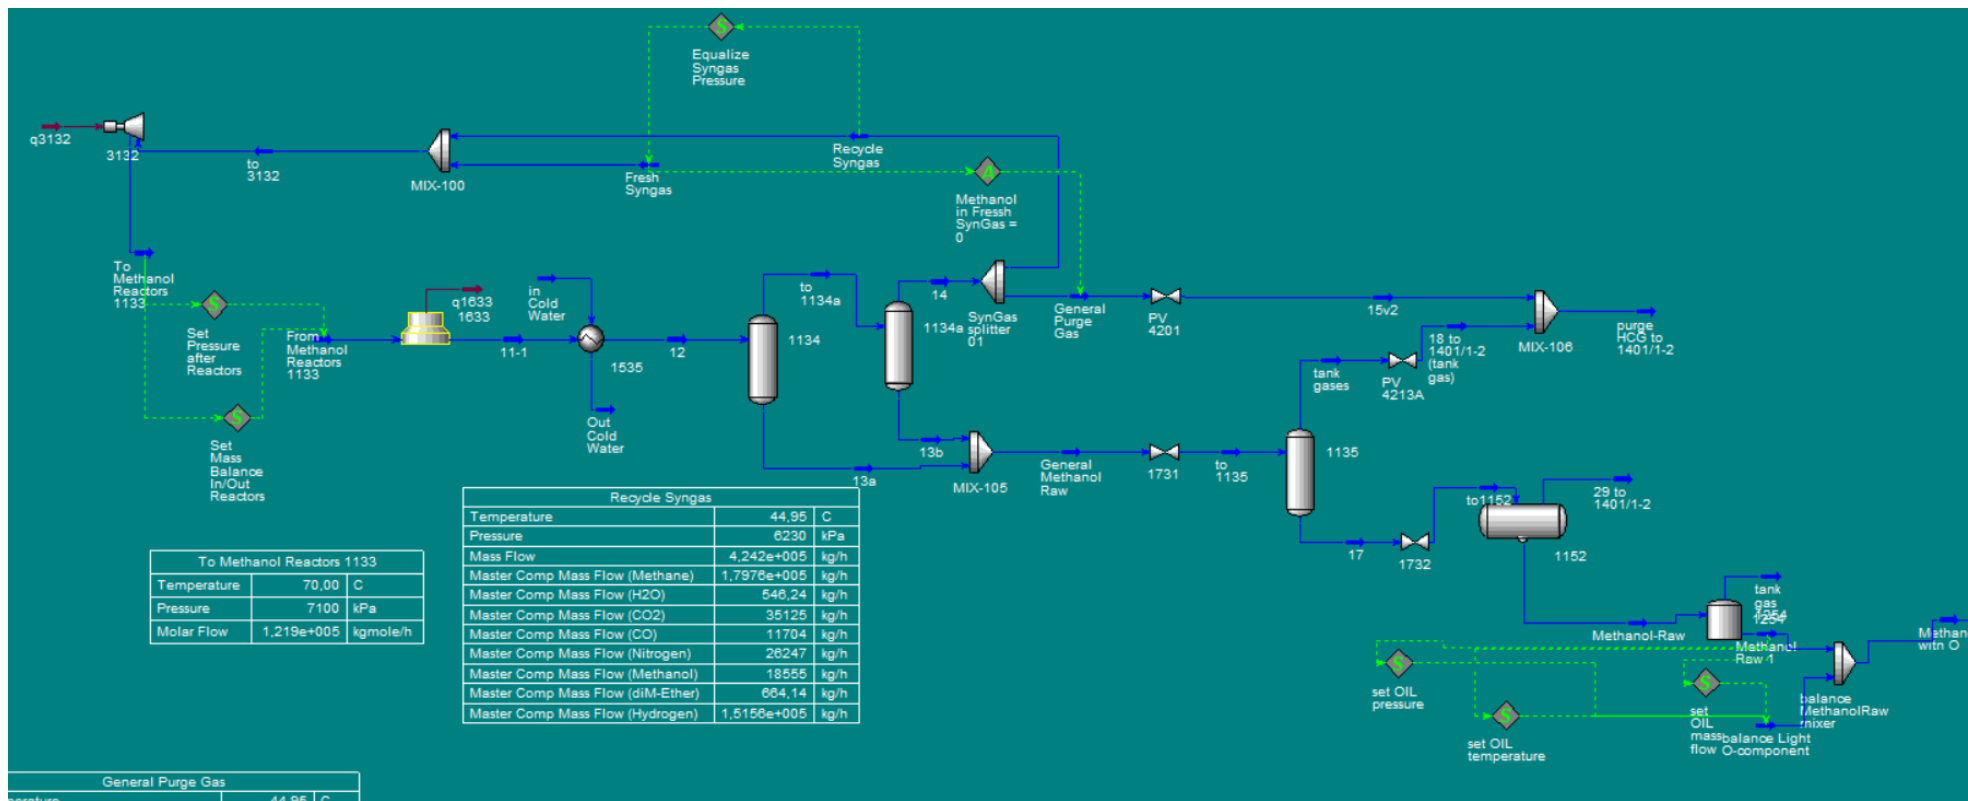 Equalize
Syngas
Pressure
q3132
3132
to
3132
MIX-100
Recycle
Syngas
Fresh
Syngas
Methanol
in Fressh
SynGas =
0
To
Methanol
Reactors
1133
Set
Pressure
after
Reactors
From
Methanol
Reactors
1133
q1633
1633
11-1
in
Cold
Water
1535
Out
Cold
Water
12
to
1134a
1134
14
1134a
SynGas
splitter
01
General
Purge
Gas
PV
4201
15v2
18 to
1401/1-2
(tank
gas)
MIX-106
purge
HCG to
1401/1-2
tank
gases
PV
4213A
Set
Mass
Balance
In/Out
Reactors
13b
13a
MIX-105
General
Methanol
Raw
1731
to
1135
1135
to1152
29 to
1401/1-2
17
1732
1152
Recycle Syngas
Temperature 44,95 C
Pressure 6230 kPa
Mass Flow 4,242e+005 kg/h
Master Comp Mass Flow (Methane) 1,7976e+005 kg/h
Master Comp Mass Flow (H2O) 546,24 kg/h
Master Comp Mass Flow (CO2) 35125 kg/h
Master Comp Mass Flow (CO) 11704 kg/h
Master Comp Mass Flow (Nitrogen) 26247 kg/h
Master Comp Mass Flow (Methanol) 18555 kg/h
Master Comp Mass Flow (diM-Ether) 664,14 kg/h
Master Comp Mass Flow (Hydrogen) 1,5156e+005 kg/h
To Methanol Reactors 1133
Temperature 70,00 C
Pressure 7100 kPa
Molar Flow 1,219e+005 kgmole/h
Methanol-Raw
tank
gas
1254
1254
Methanol
Raw 1
Methan
witn O
set OIL
pressure
set OIL
temperature
set
OIL
mass
flow
balance Light
O-component
balance
MethanolRaw
mixer
General Purge Gas
44,95 C